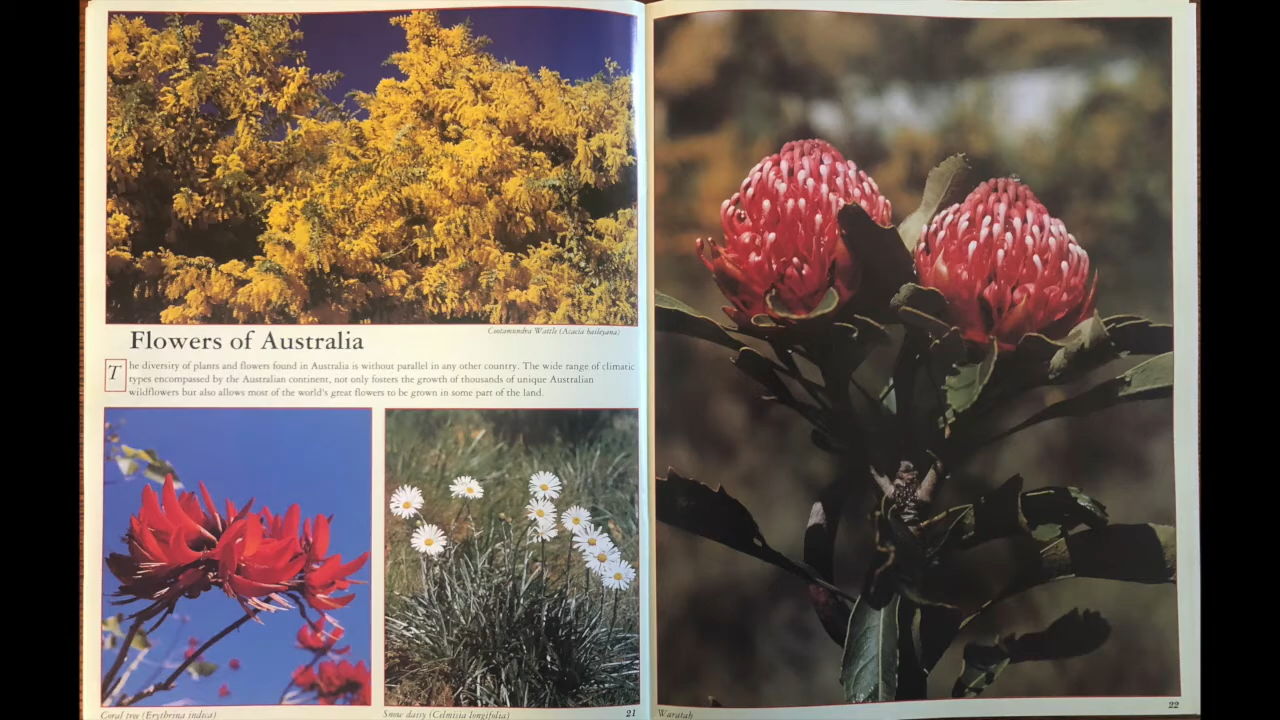 Cootamundra Wattle (Acacia baileyana)
Flowers of Australia
The diversity of plants and flowers found in Australia is without parallel in any other country. The wide range of climatic
types encompassed by the Australian continent, not only fosters the growth of thousands of unique Australian
wildflowers but also allows most of the world's great flowers to be grown in some part of the land.
Coral tree (Erythrina indica)
Snow daisy (Celmisia longifolia)
21
Waratah
22